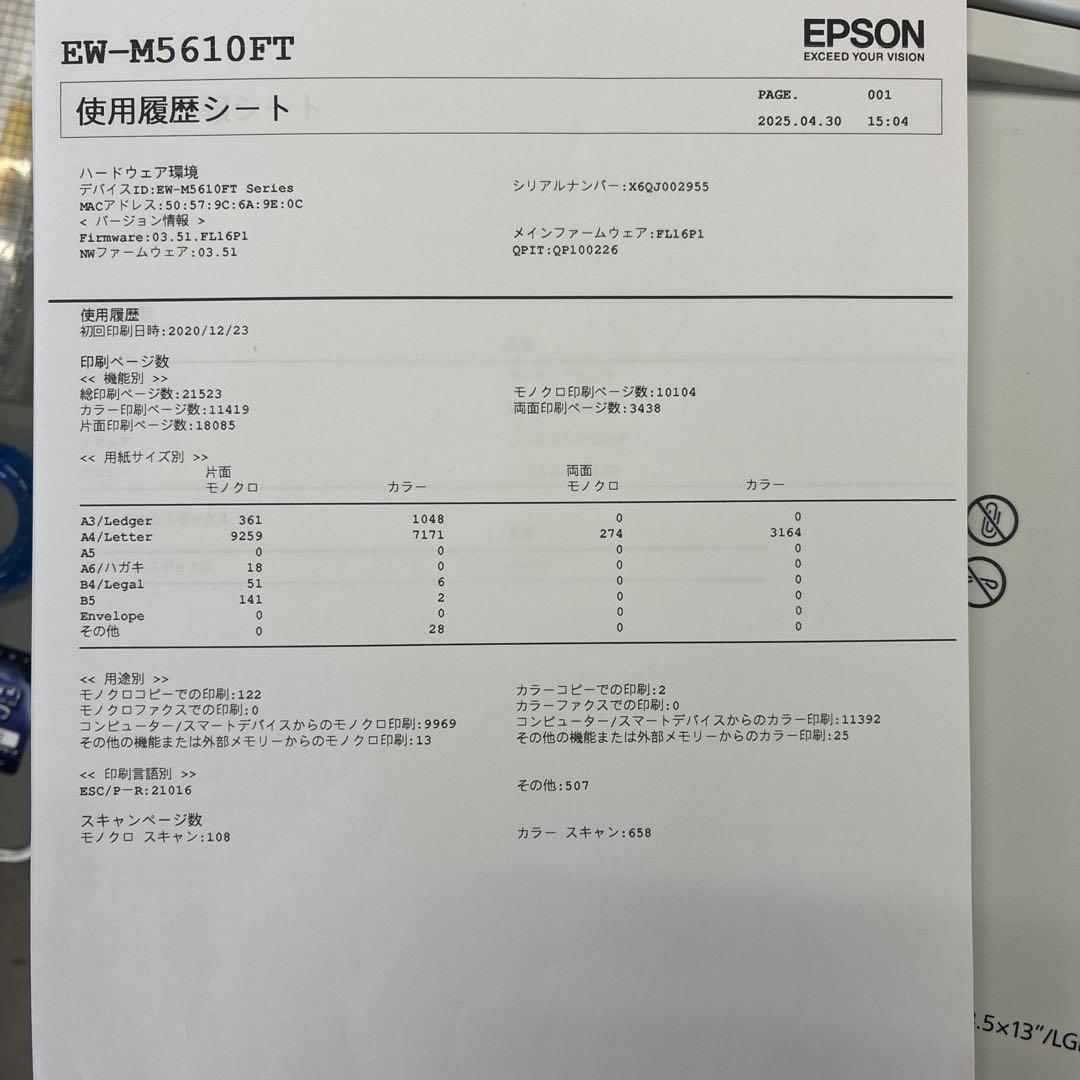 EW-M5610FT
EPSON
EXCEED YOUR VISION
使用履歴シート
PAGE. 001
2025.04.30 15:04
ハードウェア環境
デバイスID:EW-M5610FT Series シリアルナンバー:X6QJ002955
MACアドレス:50:57:9C:6A:9E:0C
< バージョン情報 >
Firmware:03.51.FL16P1 メインファームウェア:FL16P1
NWファームウェア:03.51 QPIT:QP100226
使用履歴
初回印刷日時:2020/12/23
印刷ページ数
<< 機能別 >>
総印刷ページ数:21523 モノクロ印刷ページ数:10104
カラー印刷ページ数:11419 両面印刷ページ数:3438
片面印刷ページ数:18085
<< 用紙サイズ別 >>
片面 両面
モノクロ カラー モノクロ カラー
A3/Ledger 361 1048 0 0
A4/Letter 9259 7171 274 3164
A5 0 0 0 0
A6/ハガキ 18 0 0 0
B4/Legal 51 6 0 0
B5 141 2 0 0
Envelope 0 0 0 0
その他 0 28 0 0
<< 用途別 >>
モノクロコピーでの印刷:122 カラーコピーでの印刷:2
モノクロファクスでの印刷:0 カラーファクスでの印刷:0
コンピューター/スマートデバイスからのモノクロ印刷:9969 コンピューター/スマートデバイスからのカラー印刷:11392
その他の機能または外部メモリーからのモノクロ印刷:13 その他の機能または外部メモリーからのカラー印刷:25
<< 印刷言語別 >>
ESC/P-R:21016 その他:507
スキャンページ数
モノクロ スキャン:108 カラー スキャン:658
.5×13"/LG